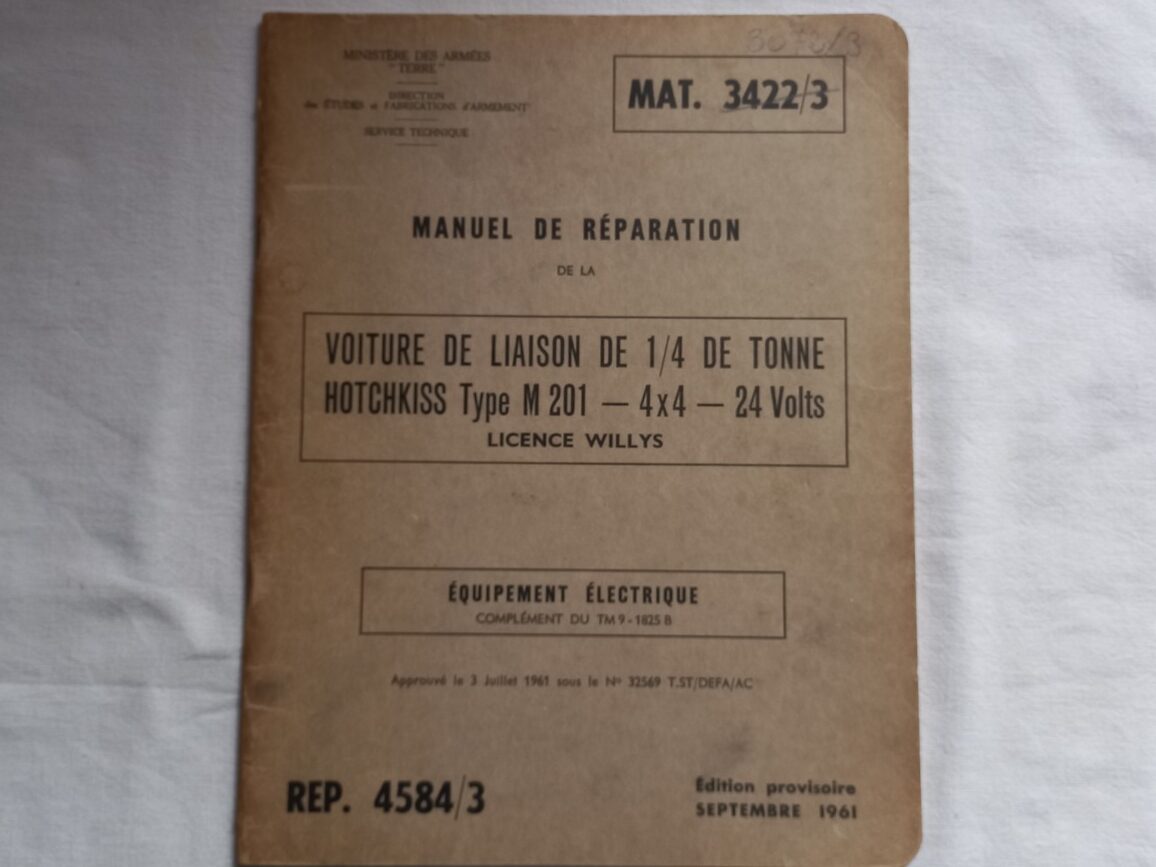 MINISTÈRE DES ARMÉES
"TERRE"
DIRECTION
des ÉTUDES et FABRICATIONS d'ARMEMENT
SERVICE TECHNIQUE
MAT. 3422/3
MANUEL DE RÉPARATION
DE LA
VOITURE DE LIAISON DE 1/4 DE TONNE
HOTCHKISS Type M 201 — 4x4 — 24 Volts
LICENCE WILLYS
ÉQUIPEMENT ÉLECTRIQUE
COMPLÉMENT DU TM 9 - 1825 B
Approuvé le 3 Juillet 1961 sous le N° 32569 T.ST/DEFA/AC
REP. 4584/3
Édition provisoire
SEPTEMBRE 1961